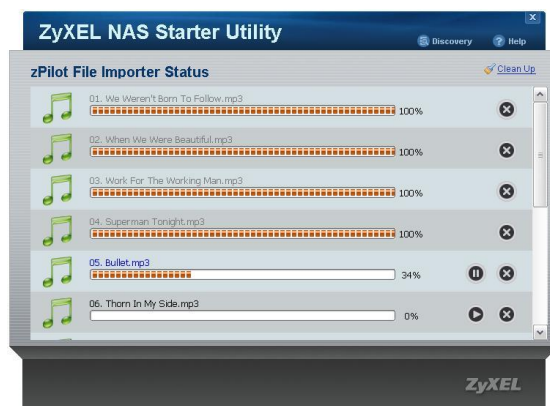 ZyXEL NAS Starter Utility
Discovery
Help
zPilot File Importer Status
Clean Up
01. We Weren't Born To Follow.mp3
100%
02. When We Were Beautiful.mp3
100%
03. Work For The Working Man.mp3
100%
04. Superman Tonight.mp3
100%
05. Bullet.mp3
34%
06. Thorn In My Side.mp3
0%
ZyXEL